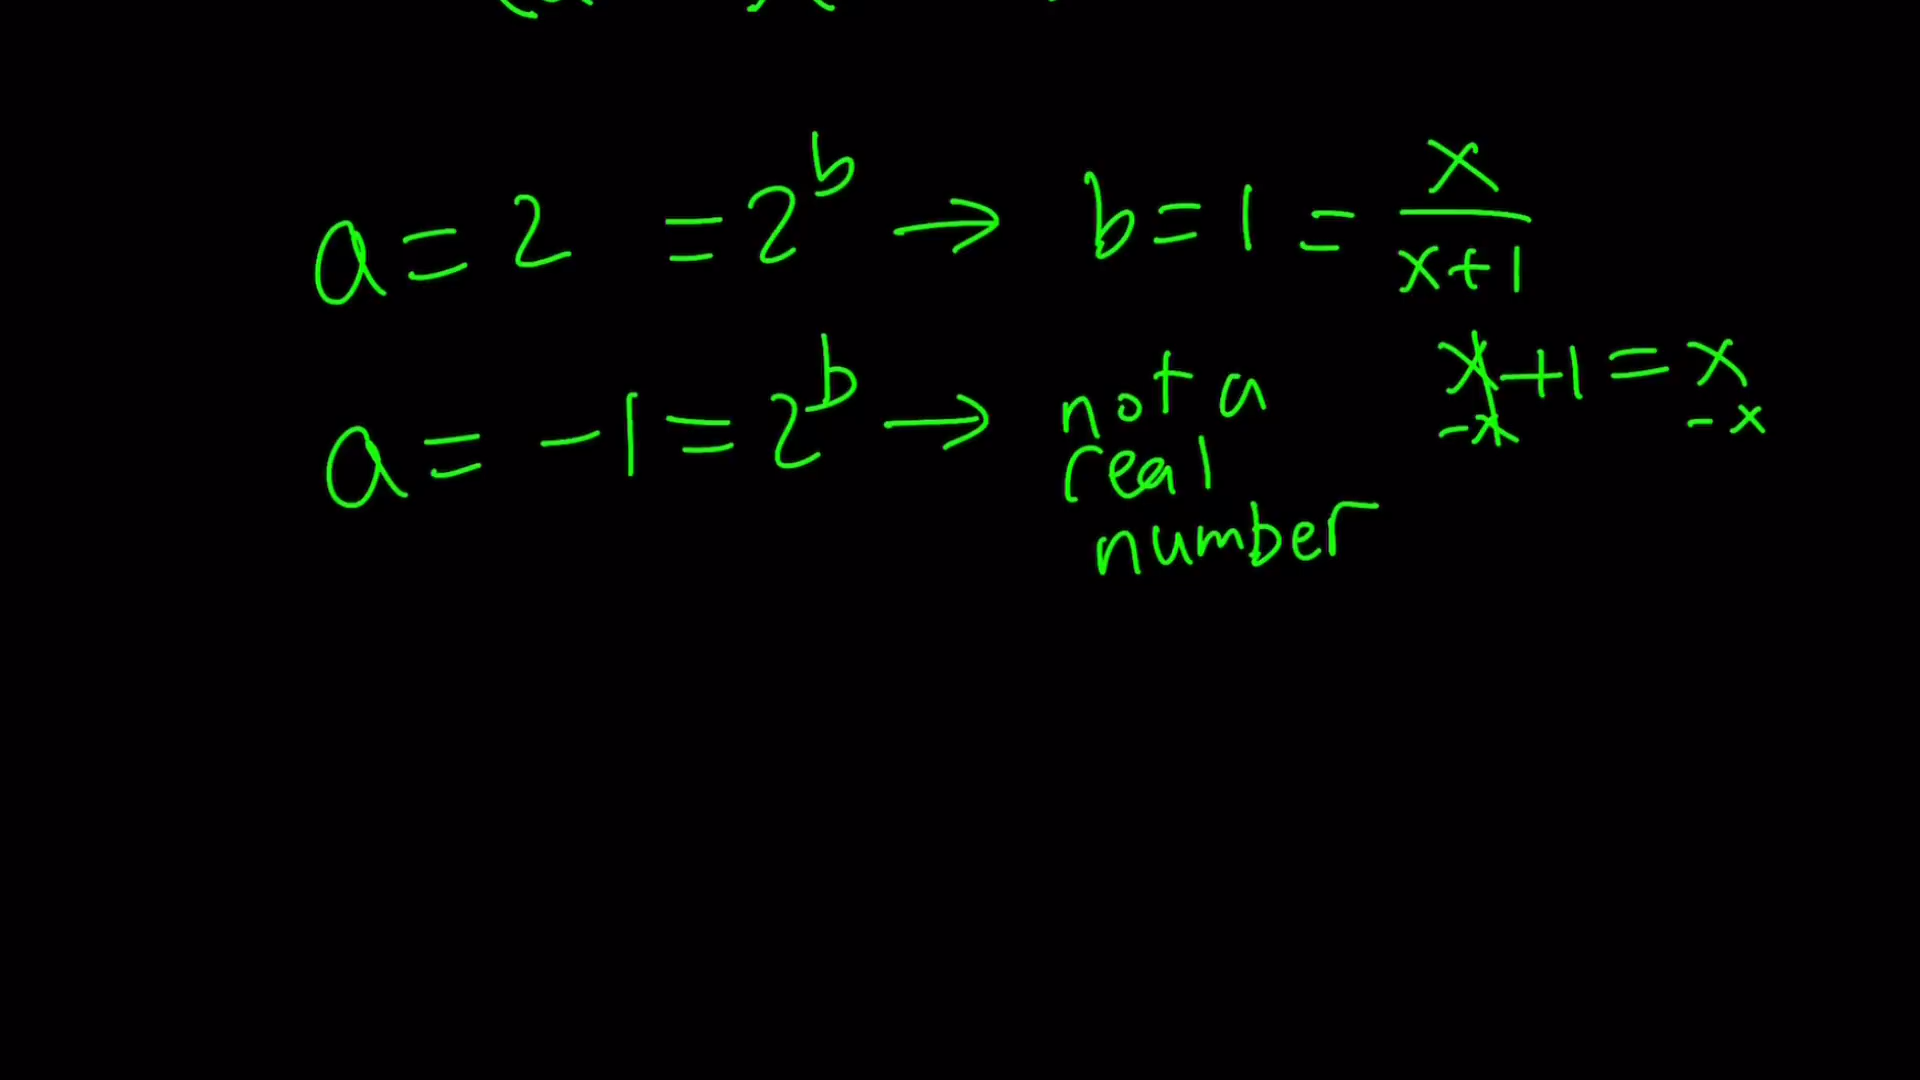 a = 2 = 2^b → b = 1 = x/(x+1)
x + 1 = x
-x -x
a = -1 = 2^b → not a
real
number